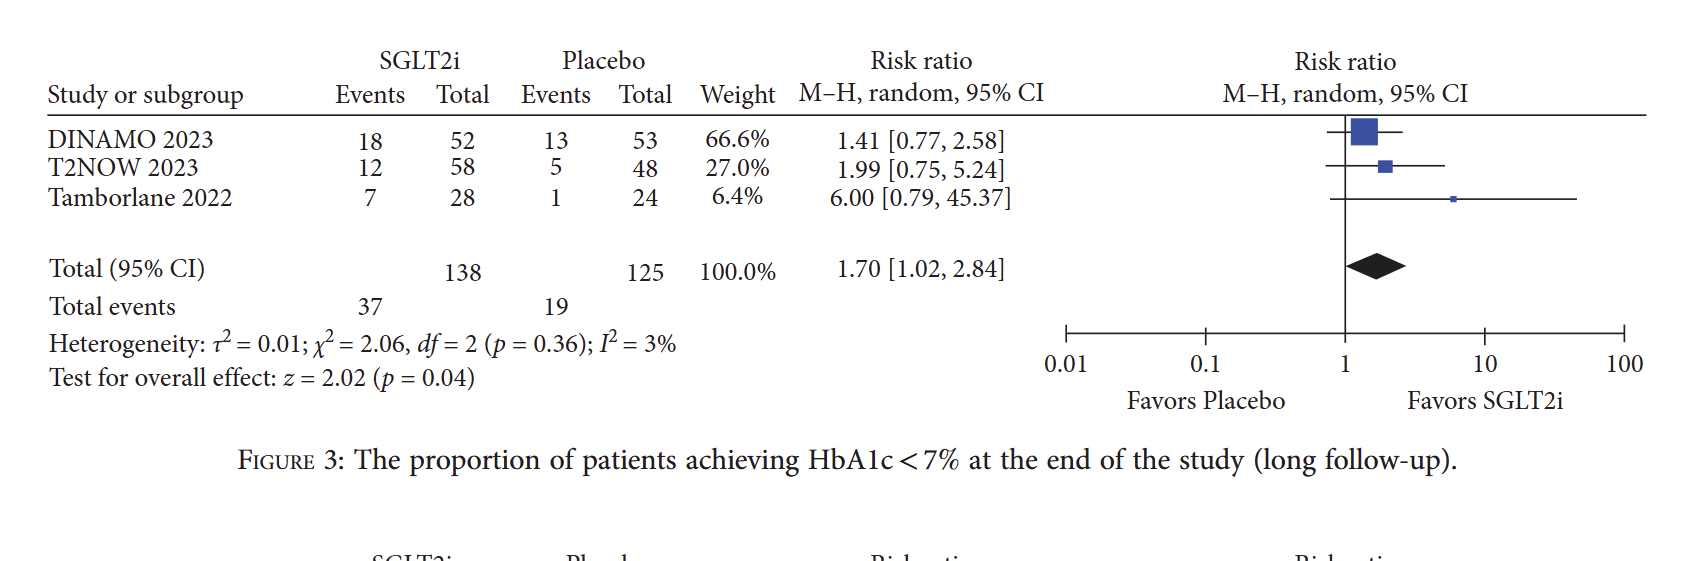 SGLT2i Placebo Risk ratio Risk ratio
Study or subgroup Events Total Events Total Weight M–H, random, 95% CI M–H, random, 95% CI
DINAMO 2023 18 52 13 53 66.6% 1.41 [0.77, 2.58]
T2NOW 2023 12 58 5 48 27.0% 1.99 [0.75, 5.24]
Tamborlane 2022 7 28 1 24 6.4% 6.00 [0.79, 45.37]
Total (95% CI) 138 125 100.0% 1.70 [1.02, 2.84]
Total events 37 19
Heterogeneity: τ² = 0.01; χ² = 2.06, df = 2 (p = 0.36); I² = 3%
Test for overall effect: z = 2.02 (p = 0.04)
0.01 0.1 1 10 100
Favors Placebo Favors SGLT2i
FIGURE 3: The proportion of patients achieving HbA1c < 7% at the end of the study (long follow-up).